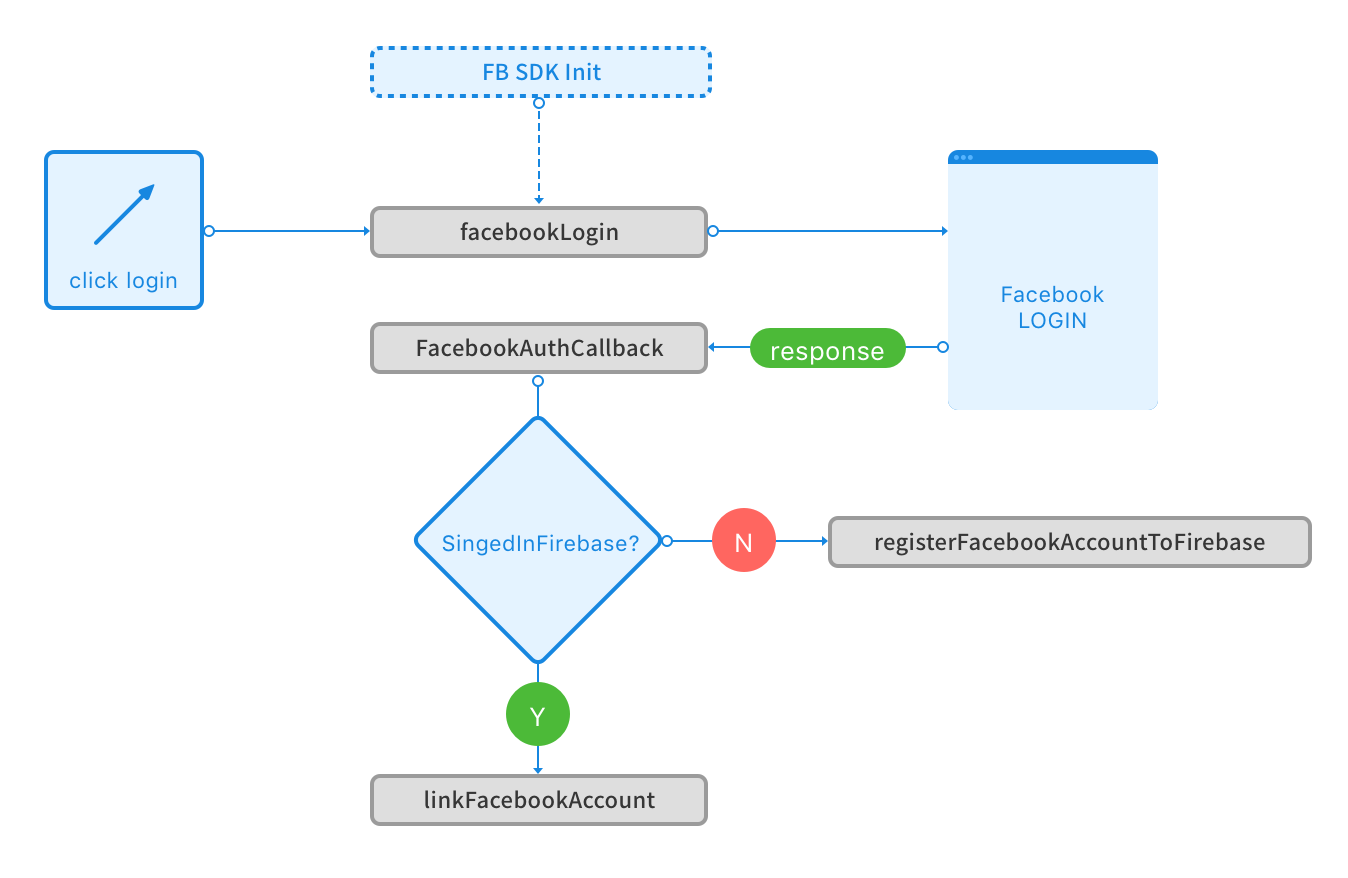 FB SDK Init
click login
facebookLogin
Facebook
LOGIN
FacebookAuthCallback
response
SingedInFirebase?
N
registerFacebookAccountToFirebase
Y
linkFacebookAccount